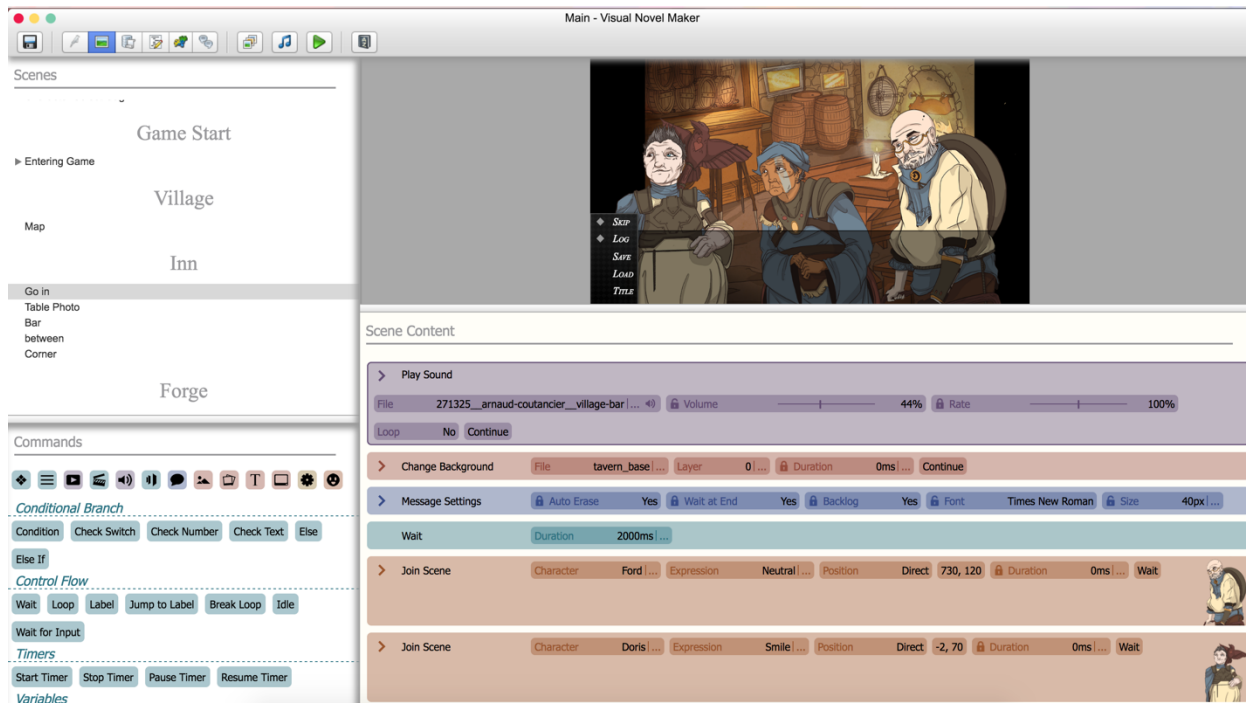 Main - Visual Novel Maker
Scenes
Game Start
Entering Game
Village
Map
Inn
Go in
Table Photo
Bar
between
Corner
Forge
Commands
Conditional Branch
Condition Check Switch Check Number Check Text Else
Else If
Control Flow
Wait Loop Label Jump to Label Break Loop Idle
Wait for Input
Timers
Start Timer Stop Timer Pause Timer Resume Timer
Variables
SKIP
LOG
SAVE
LOAD
TITLE
Scene Content
Play Sound
File 271325__arnaud-coutancier__village-bar ... Volume 44% Rate 100%
Loop No Continue
Change Background File tavern_base ... Layer 0 ... Duration 0ms ... Continue
Message Settings Auto Erase Yes Wait at End Yes Backlog Yes Font Times New Roman Size 40px ...
Wait Duration 2000ms ...
Join Scene Character Ford ... Expression Neutral ... Position Direct 730, 120 Duration 0ms ... Wait
Join Scene Character Doris ... Expression Smile ... Position Direct -2, 70 Duration 0ms ... Wait